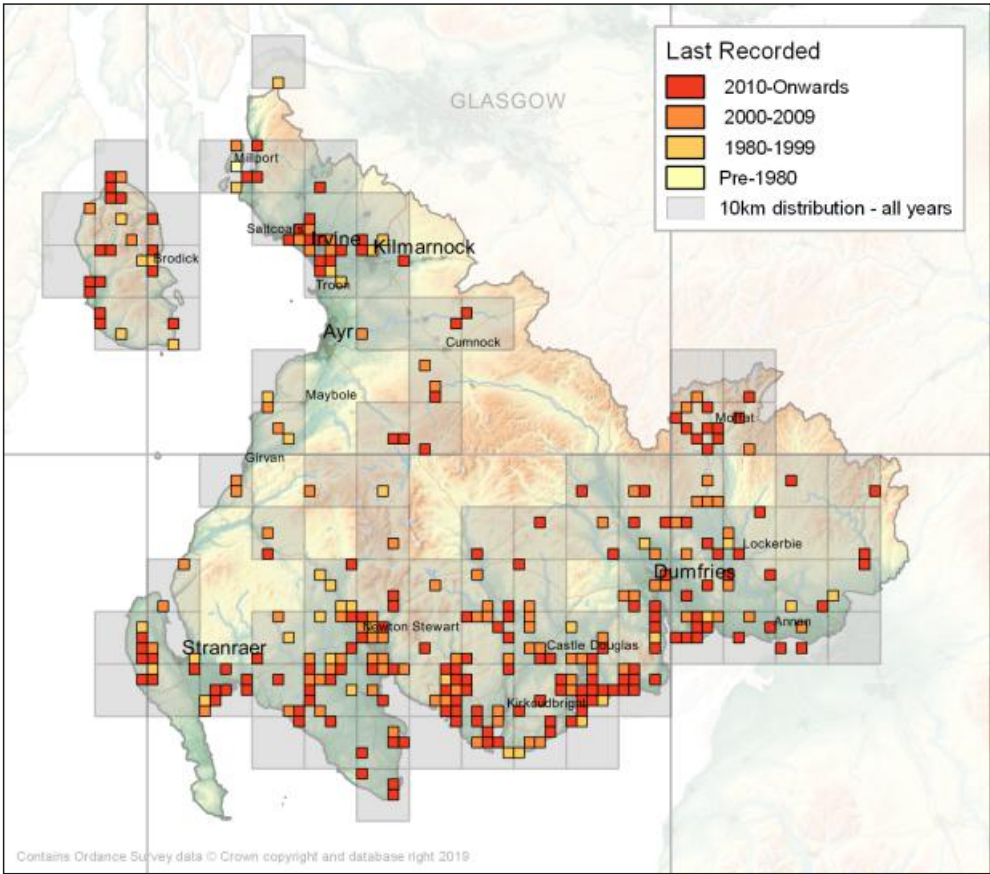 GLASGOW
Last Recorded
2010-Onwards
2000-2009
1980-1999
Pre-1980
10km distribution - all years
Millport
Saltcoats
Irvine
Kilmarnock
Brodick
Troon
Ayr
Cumnock
Maybole
Moffat
Girvan
Lockerbie
Dumfries
Annan
Newton Stewart
Castle Douglas
Stranraer
Kirkcudbright
Contains Ordance Survey data © Crown copyright and database right 2019